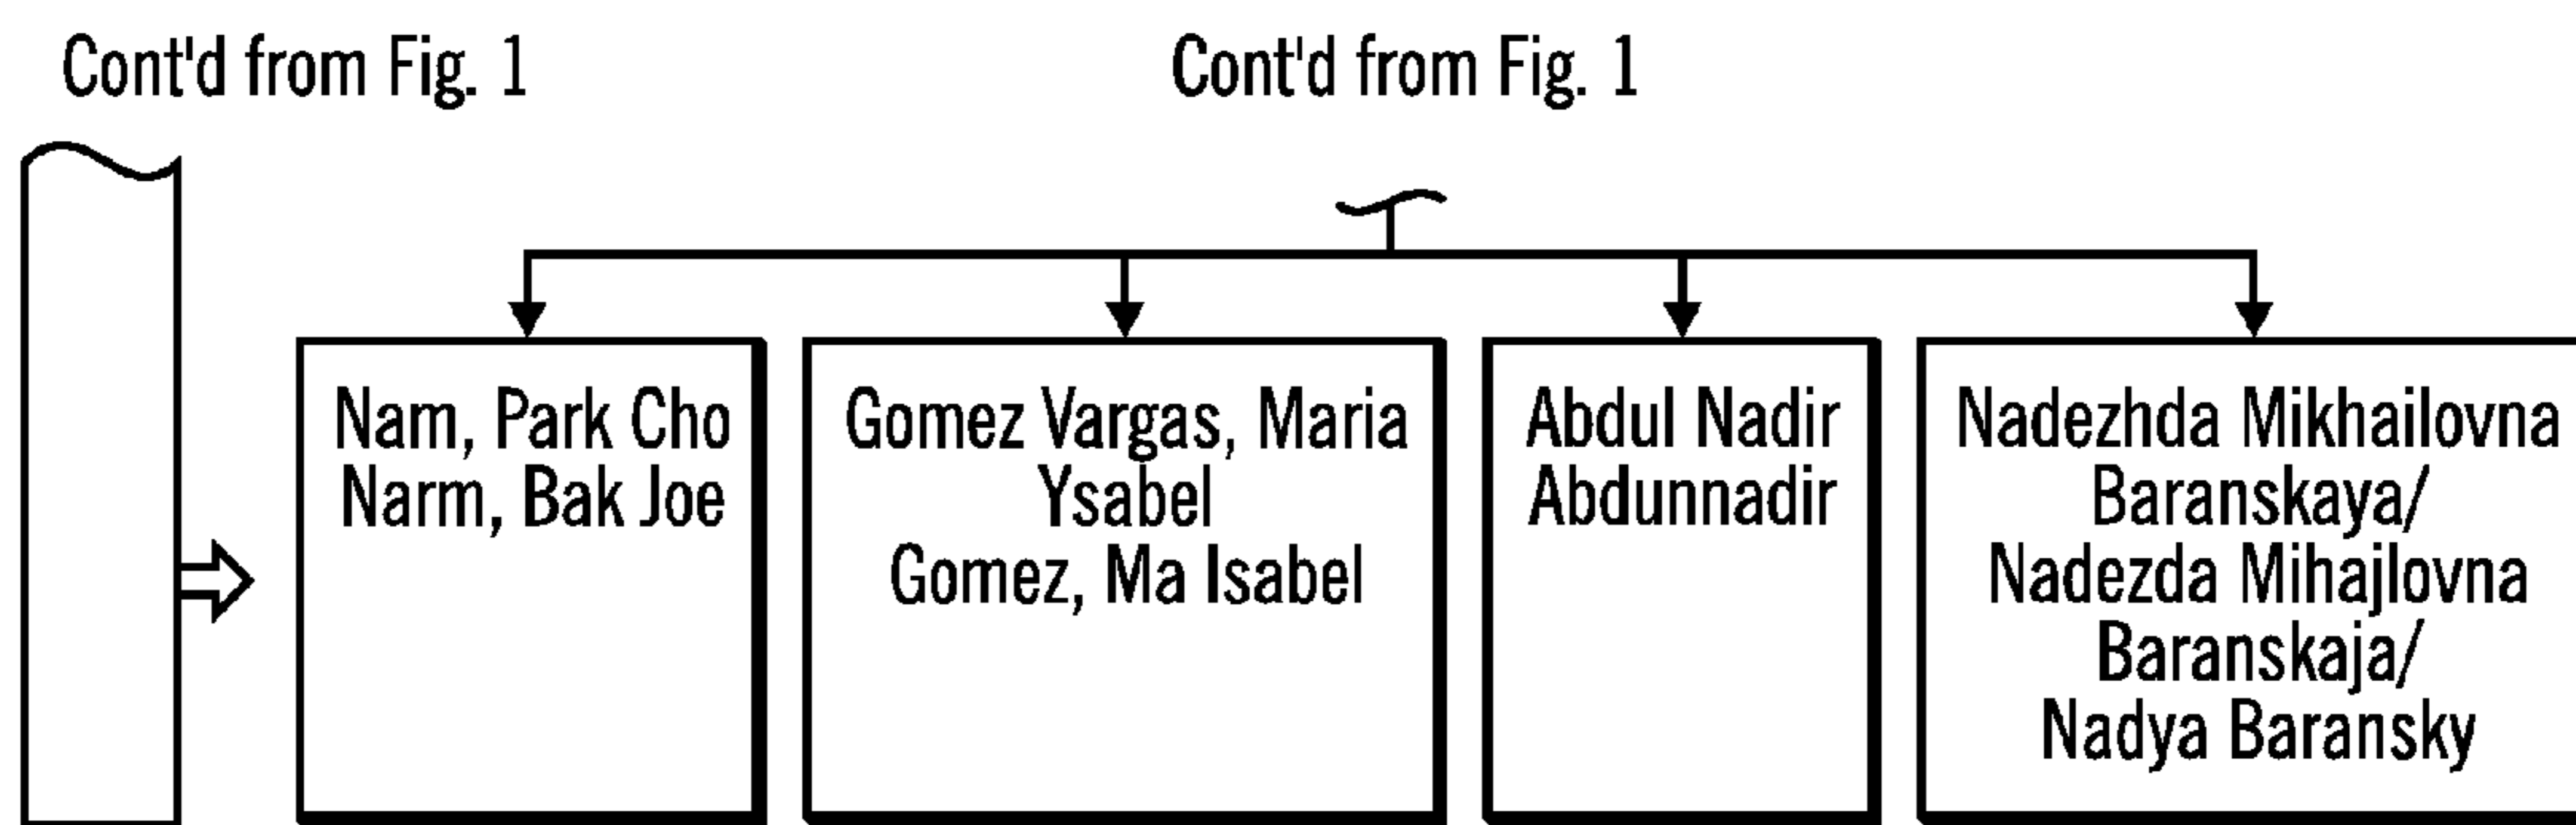 Cont'd from Fig. 1
Cont'd from Fig. 1
Nam, Park Cho
Narm, Bak Joe
Gomez Vargas, Maria
Ysabel
Gomez, Ma Isabel
Abdul Nadir
Abdunnadir
Nadezhda Mikhailovna
Baranskaya/
Nadezda Mihajlovna
Baranskaja/
Nadya Baransky